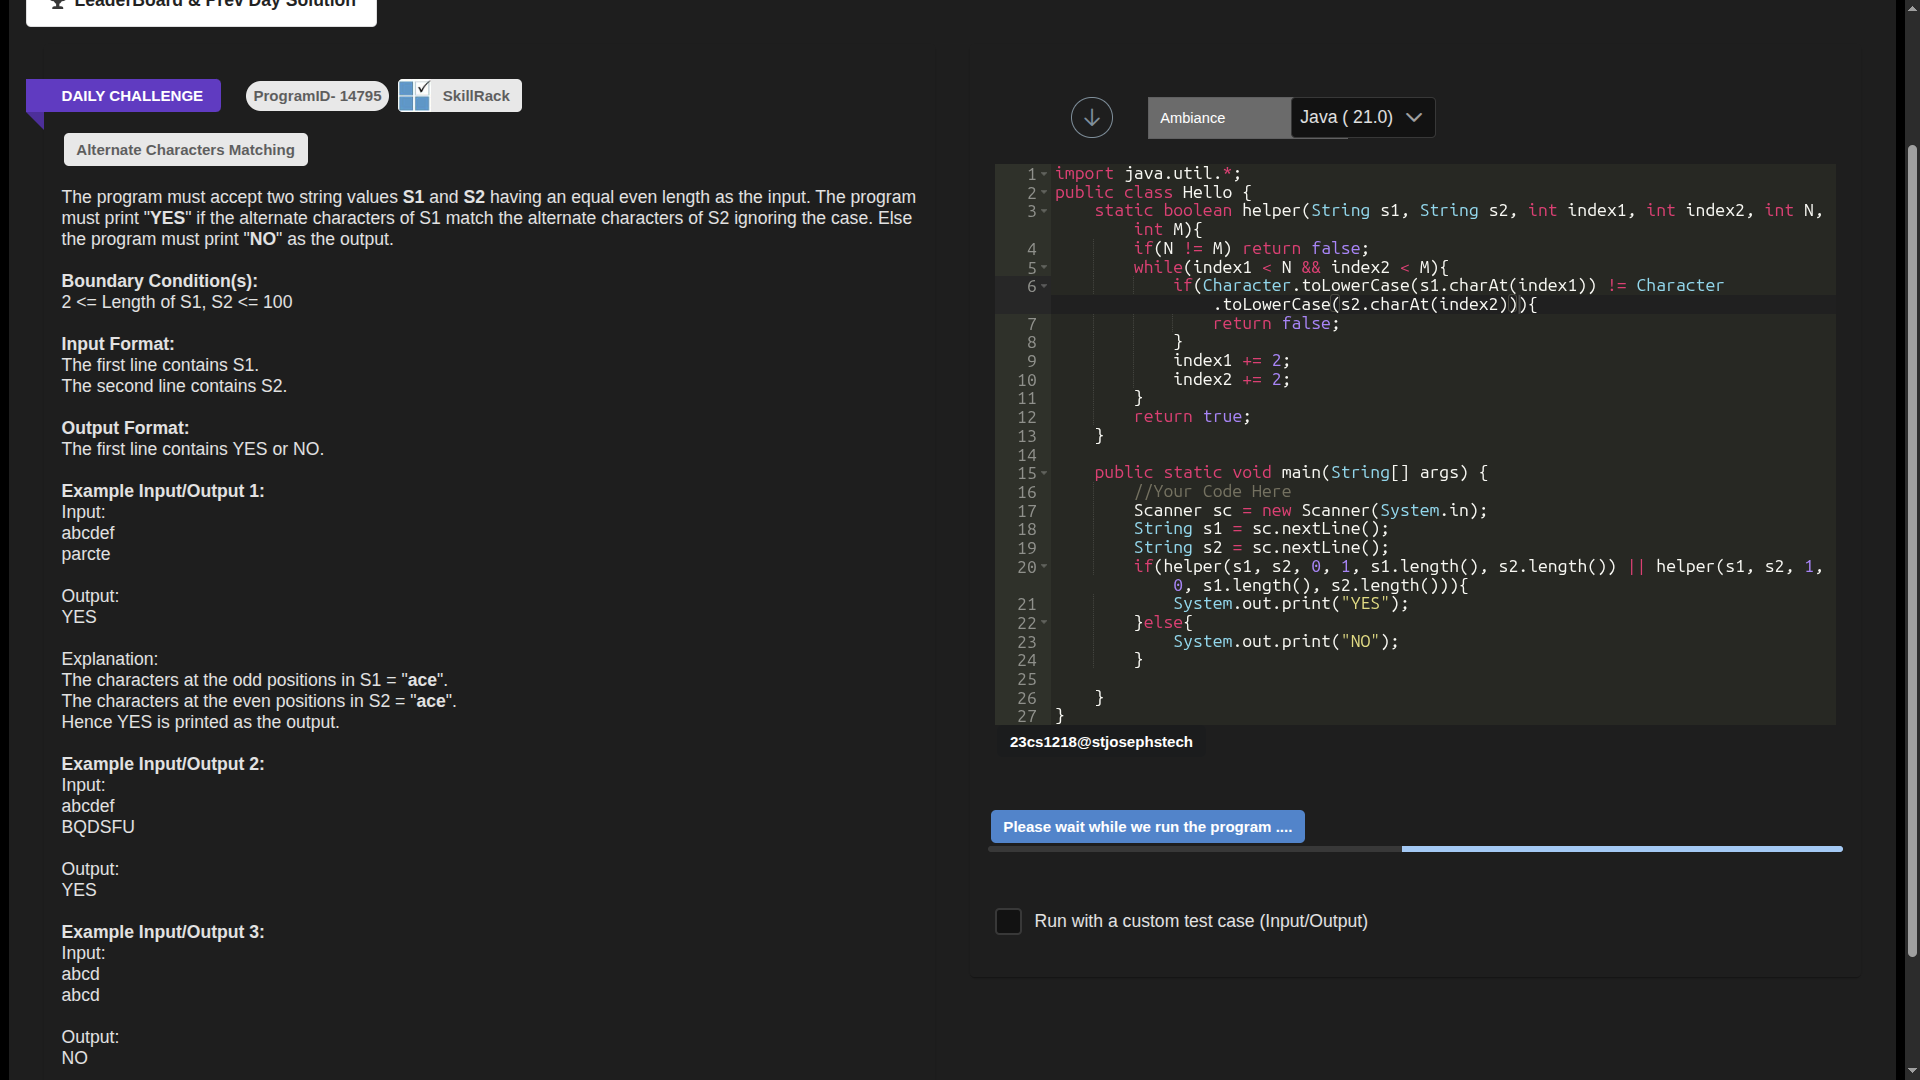 LeaderBoard & Prev Day Solution
DAILY CHALLENGE
ProgramID- 14795
SkillRack
Alternate Characters Matching
The program must accept two string values S1 and S2 having an equal even length as the input. The program
must print "YES" if the alternate characters of S1 match the alternate characters of S2 ignoring the case. Else
the program must print "NO" as the output.
Boundary Condition(s):
2 <= Length of S1, S2 <= 100
Input Format:
The first line contains S1.
The second line contains S2.
Output Format:
The first line contains YES or NO.
Example Input/Output 1:
Input:
abcdef
parcte
Output:
YES
Explanation:
The characters at the odd positions in S1 = "ace".
The characters at the even positions in S2 = "ace".
Hence YES is printed as the output.
Example Input/Output 2:
Input:
abcdef
BQDSFU
Output:
YES
Example Input/Output 3:
Input:
abcd
abcd
Output:
NO
Ambiance
Java ( 21.0)
1 import java.util.*;
2 public class Hello {
3 static boolean helper(String s1, String s2, int index1, int index2, int N,
int M){
4 if(N != M) return false;
5 while(index1 < N && index2 < M){
6 if(Character.toLowerCase(s1.charAt(index1)) != Character
.toLowerCase(s2.charAt(index2))){
7 return false;
8 }
9 index1 += 2;
10 index2 += 2;
11 }
12 return true;
13 }
14
15 public static void main(String[] args) {
16 //Your Code Here
17 Scanner sc = new Scanner(System.in);
18 String s1 = sc.nextLine();
19 String s2 = sc.nextLine();
20 if(helper(s1, s2, 0, 1, s1.length(), s2.length()) || helper(s1, s2, 1,
0, s1.length(), s2.length())){
21 System.out.print("YES");
22 }else{
23 System.out.print("NO");
24 }
25
26 }
27 }
23cs1218@stjosephstech
Please wait while we run the program ....
Run with a custom test case (Input/Output)